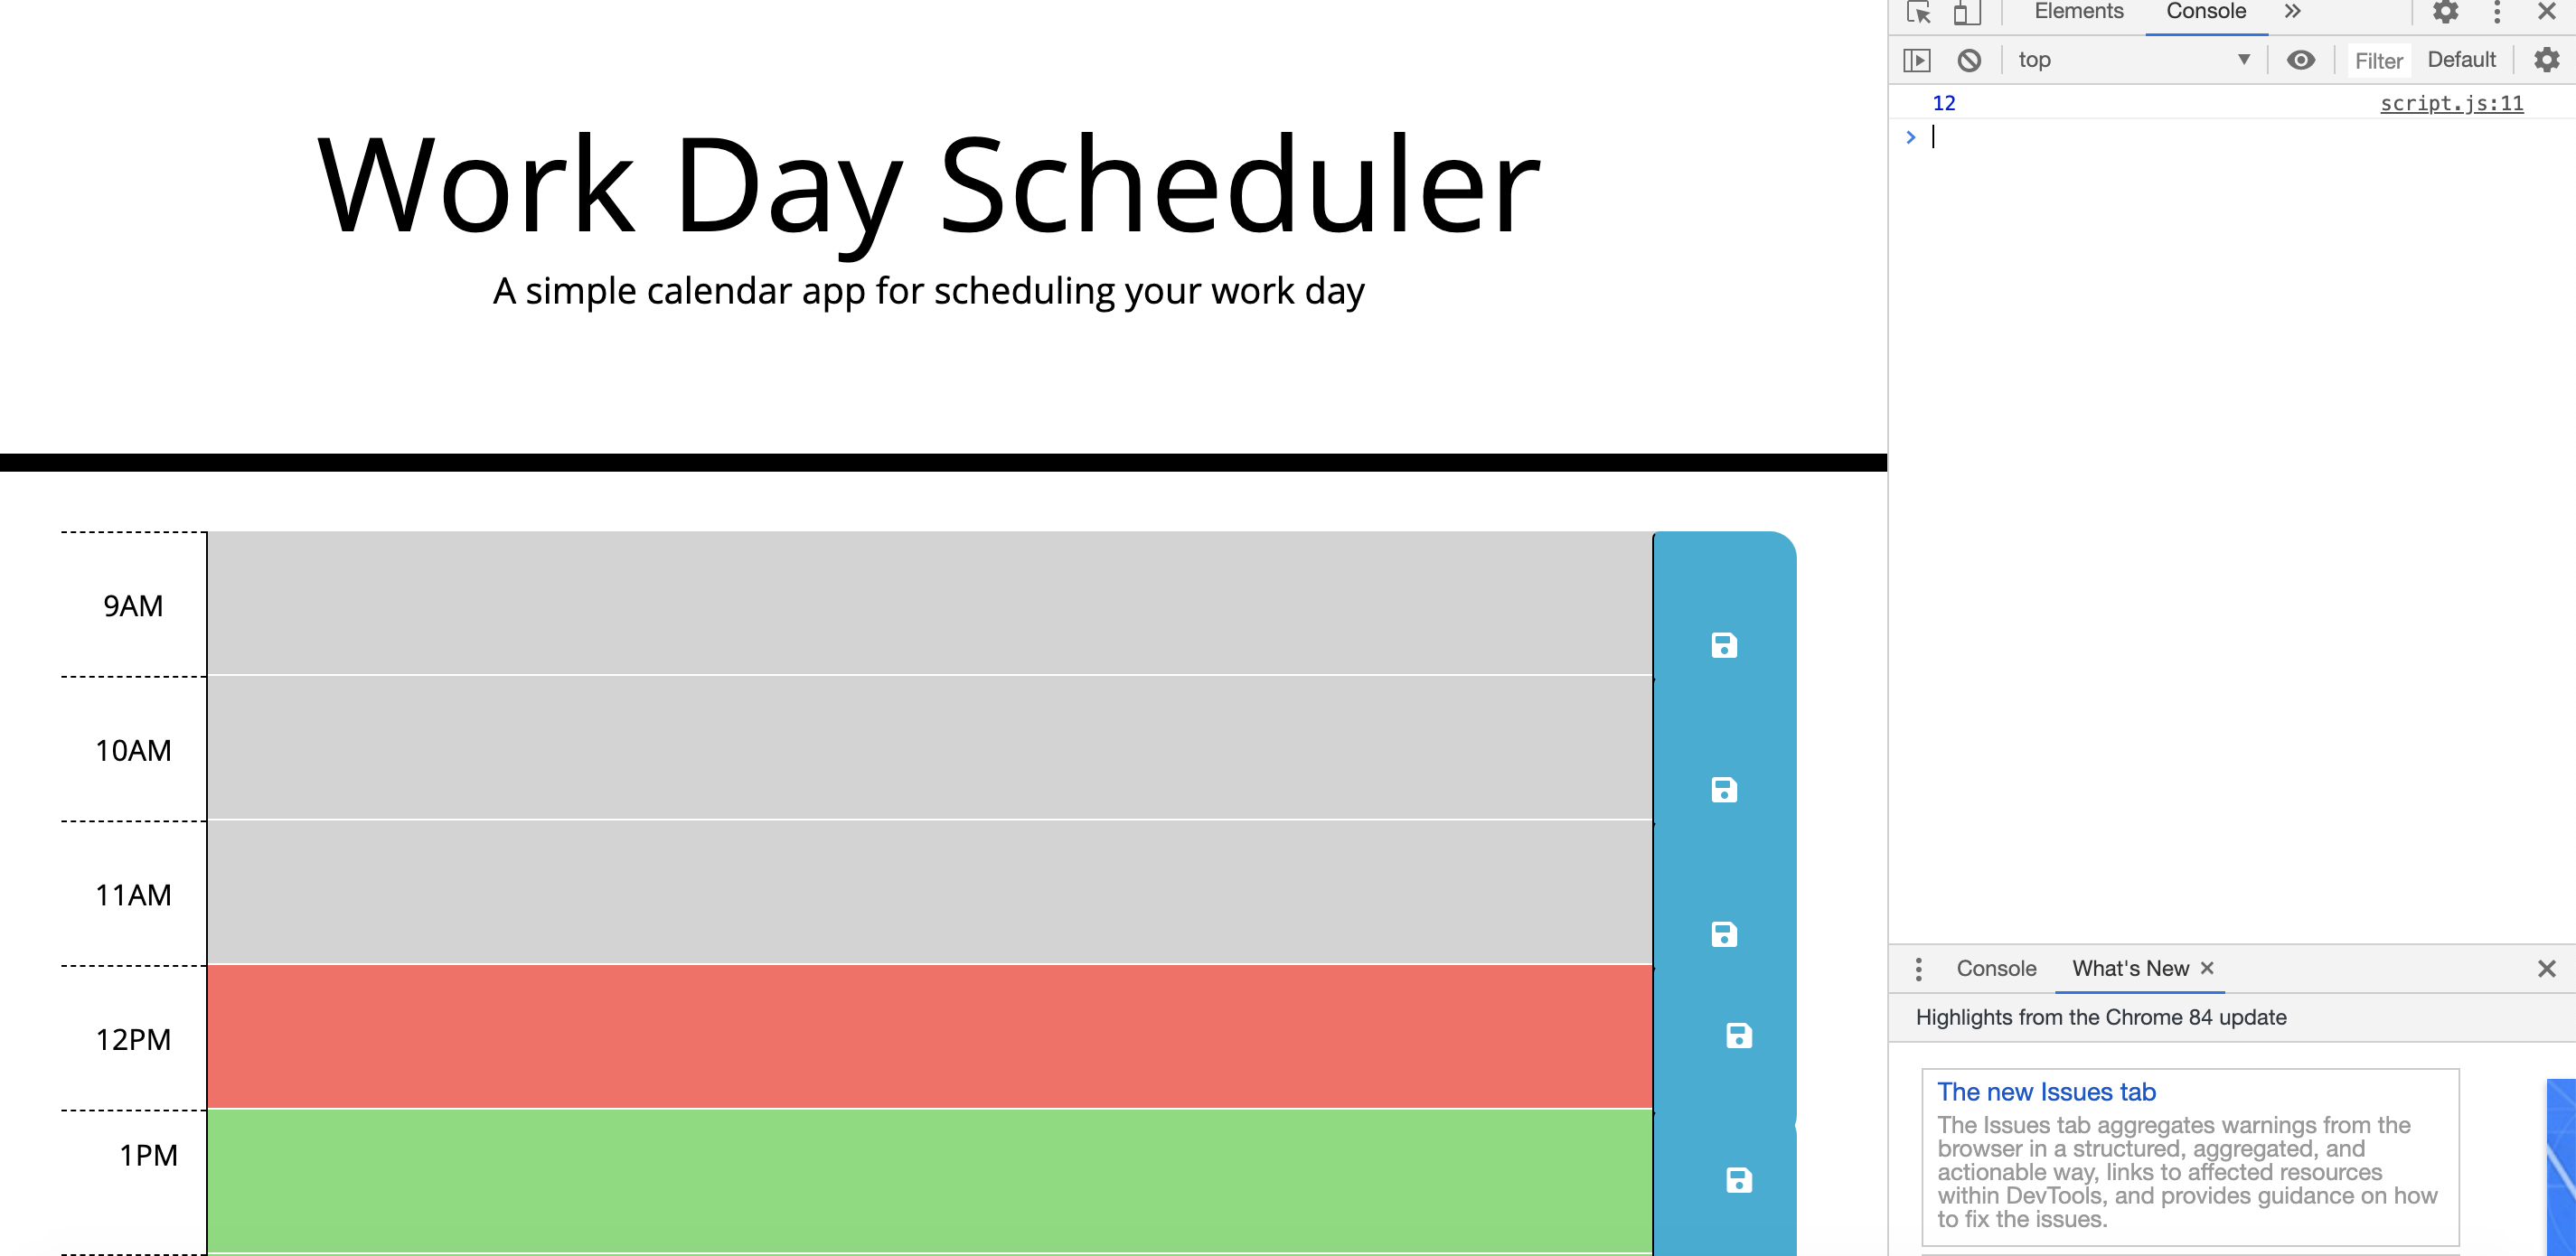 Work Day Scheduler
A simple calendar app for scheduling your work day
9AM
10AM
11AM
12PM
1PM
Elements Console »
top ▼ Filter Default
12 script.js:11
>
Console What's New ×
Highlights from the Chrome 84 update
The new Issues tab
The Issues tab aggregates warnings from the
browser in a structured, aggregated, and
actionable way, links to affected resources
within DevTools, and provides guidance on how
to fix the issues.